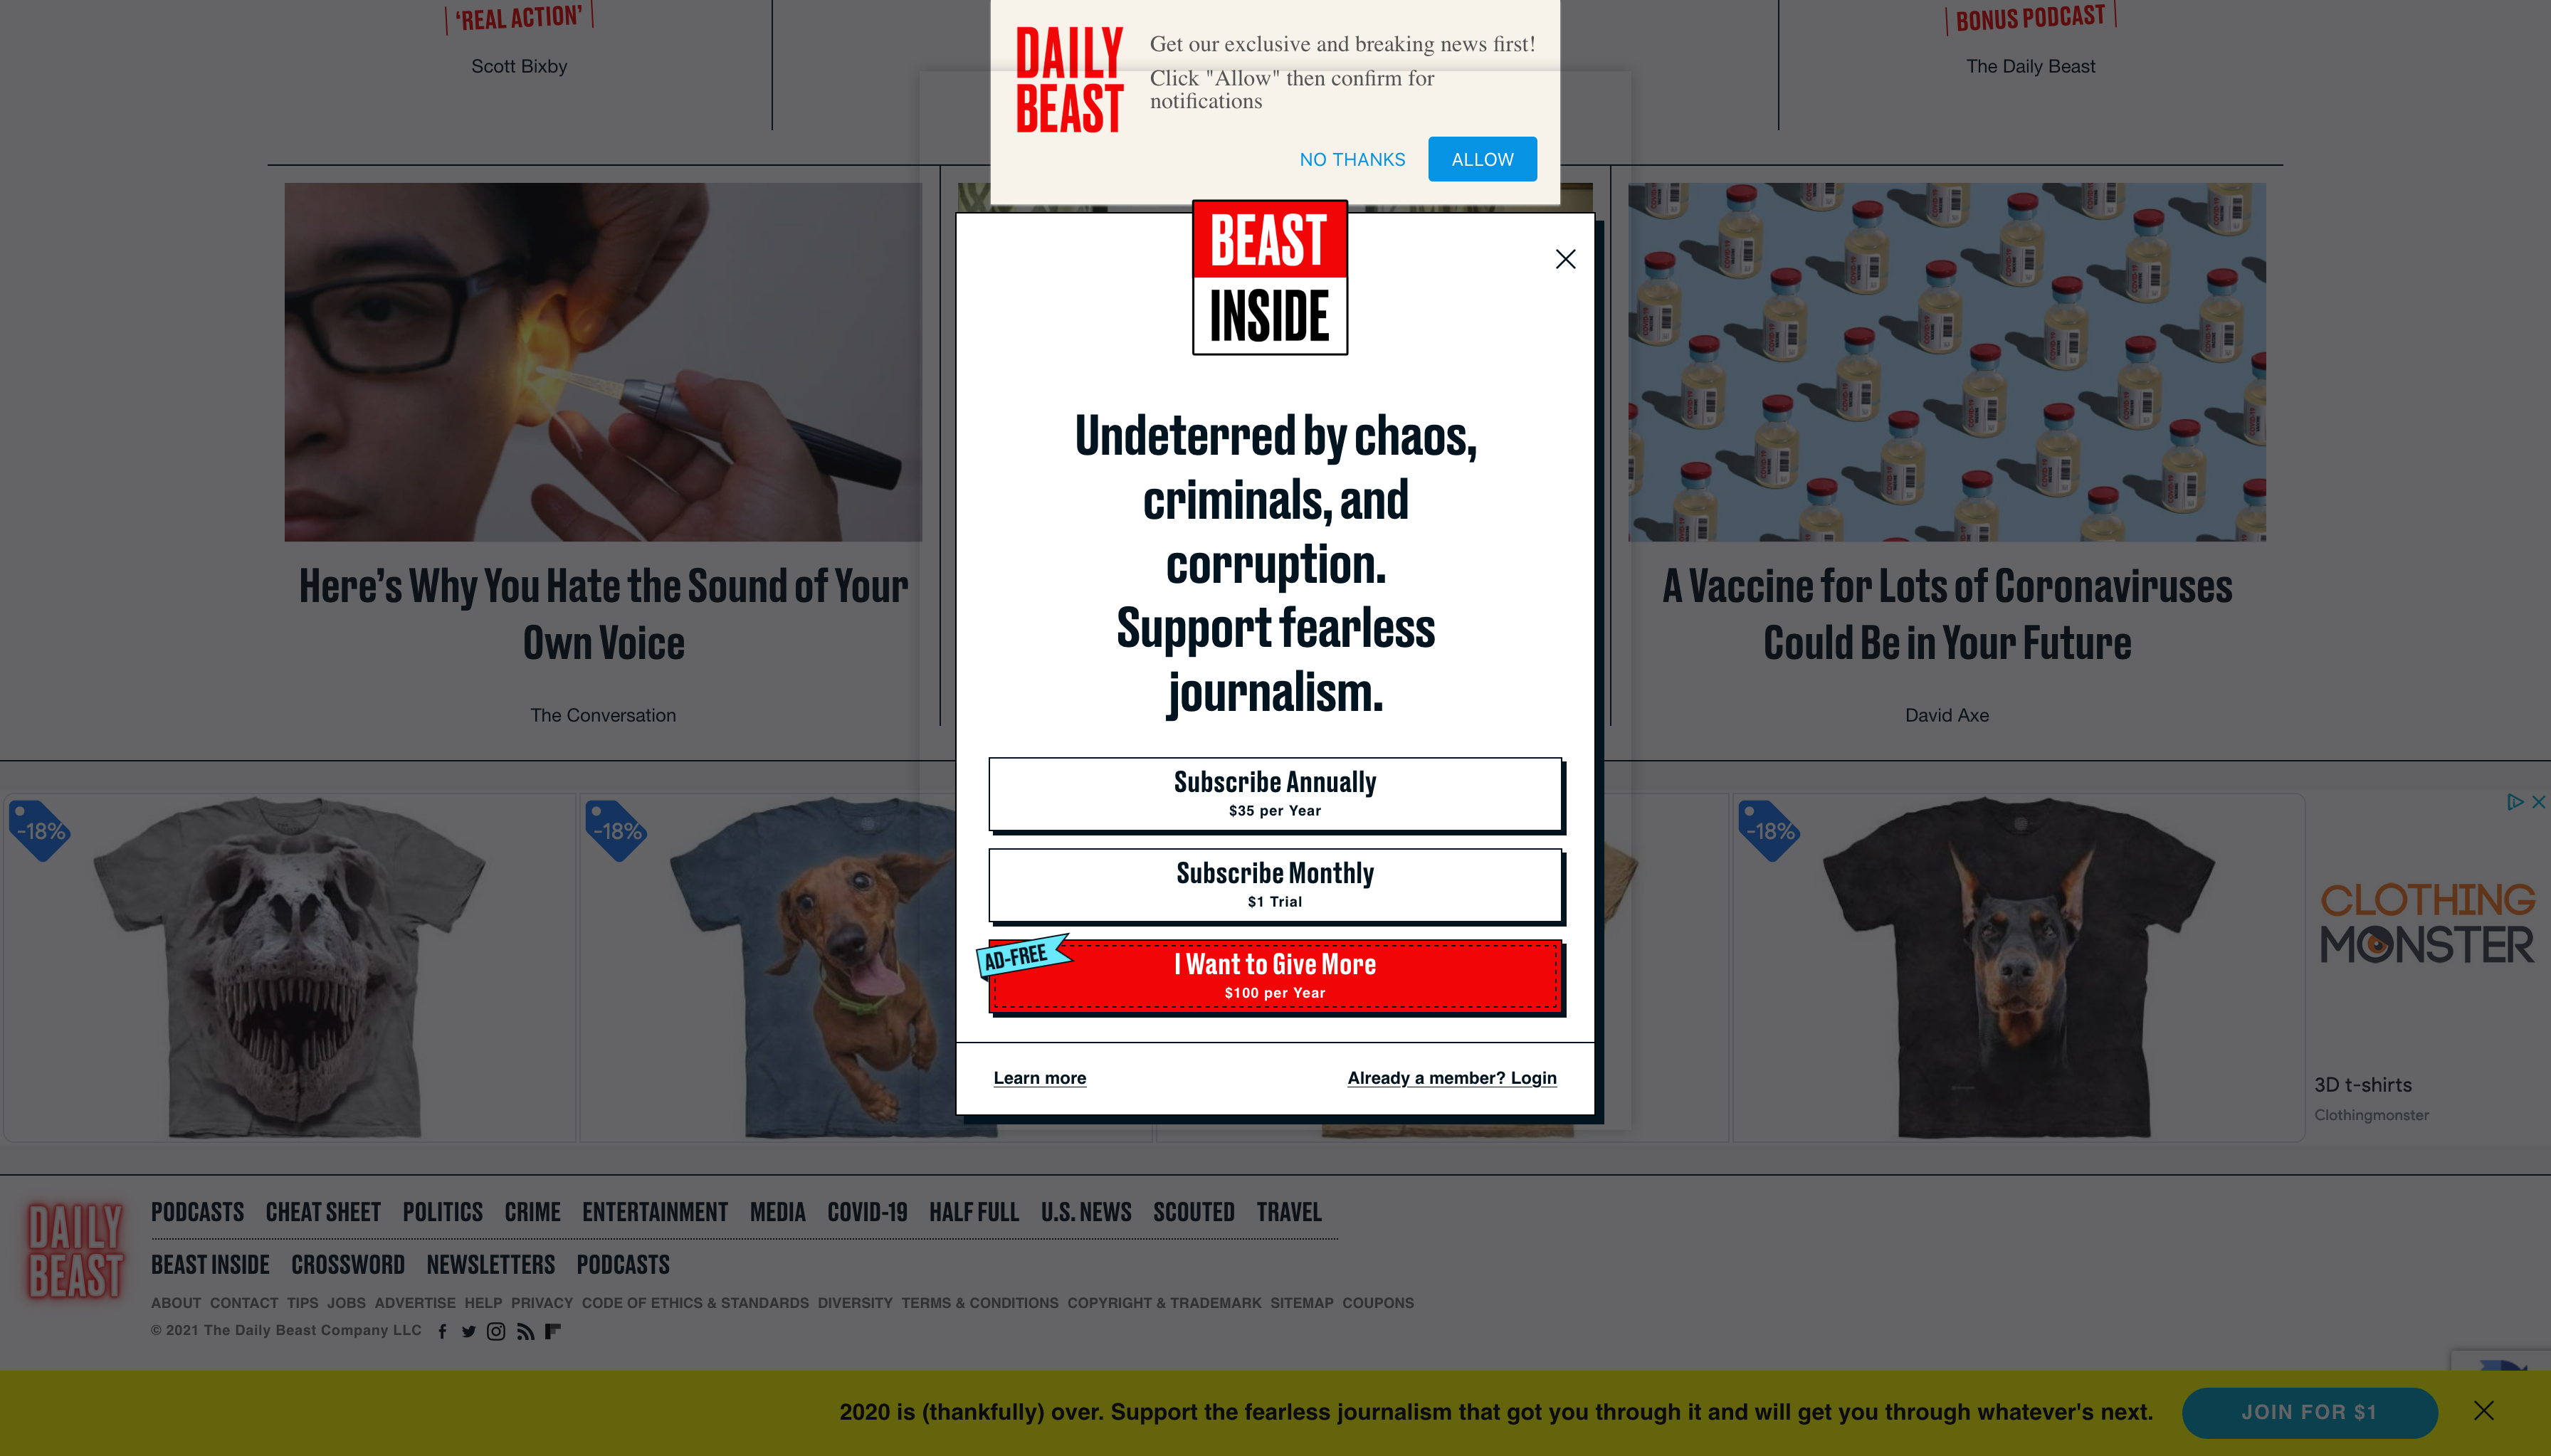 ‘REAL ACTION’
Scott Bixby
BONUS PODCAST
The Daily Beast
DAILY
BEAST
Get our exclusive and breaking news first!
Click "Allow" then confirm for
notifications
NO THANKS
ALLOW
BEAST
INSIDE
Undeterred by chaos,
criminals, and
corruption.
Support fearless
journalism.
Subscribe Annually
$35 per Year
Subscribe Monthly
$1 Trial
AD-FREE
I Want to Give More
$100 per Year
Learn more
Already a member? Login
Here’s Why You Hate the Sound of Your
Own Voice
The Conversation
A Vaccine for Lots of Coronaviruses
Could Be in Your Future
David Axe
-18%
-18%
-18%
CLOTHING
MONSTER
3D t-shirts
Clothingmonster
DAILY
BEAST
PODCASTS CHEAT SHEET POLITICS CRIME ENTERTAINMENT MEDIA COVID-19 HALF FULL U.S. NEWS SCOUTED TRAVEL
BEAST INSIDE CROSSWORD NEWSLETTERS PODCASTS
ABOUT CONTACT TIPS JOBS ADVERTISE HELP PRIVACY CODE OF ETHICS & STANDARDS DIVERSITY TERMS & CONDITIONS COPYRIGHT & TRADEMARK SITEMAP COUPONS
© 2021 The Daily Beast Company LLC
2020 is (thankfully) over. Support the fearless journalism that got you through it and will get you through whatever's next.
JOIN FOR $1